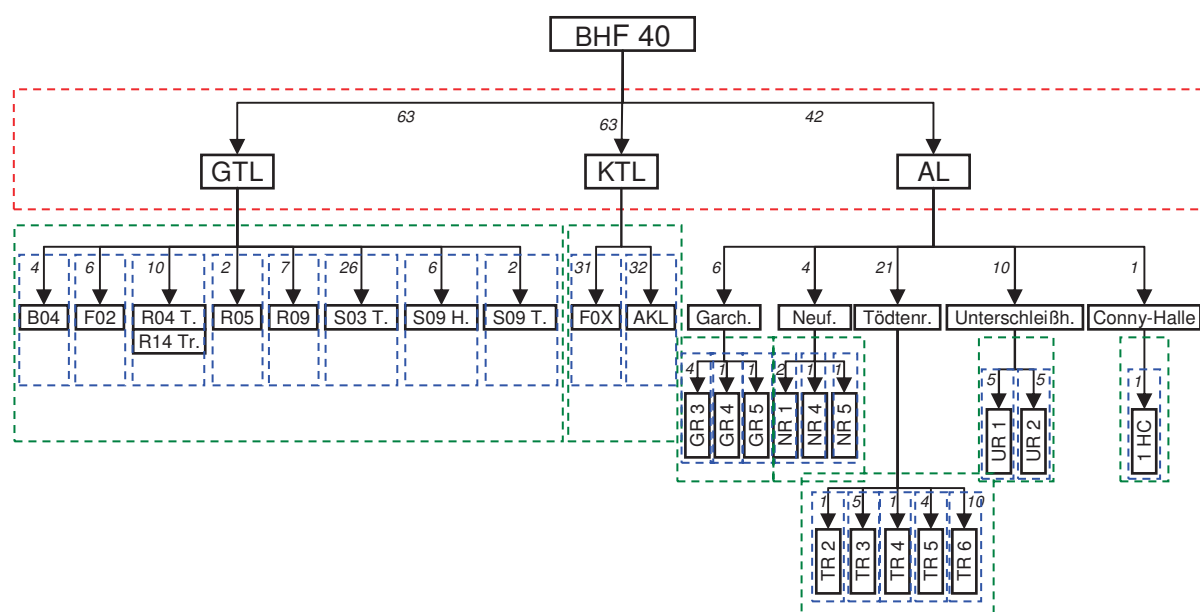 BHF 40
63
63
42
GTL
KTL
AL
4
6
10
2
7
26
6
2
31
32
6
4
21
10
1
B04
F02
R04 T.
R05
R09
S03 T.
S09 H.
S09 T.
F0X
AKL
Garch.
Neuf.
Tödtenr.
Unterschleißh.
Conny-Halle
R14 Tr.
4
1
1
2
1
1
5
5
1
GR 3
GR 4
GR 5
NR 1
NR 4
NR 5
UR 1
UR 2
1 HC
1
5
1
4
10
TR 2
TR 3
TR 4
TR 5
TR 6